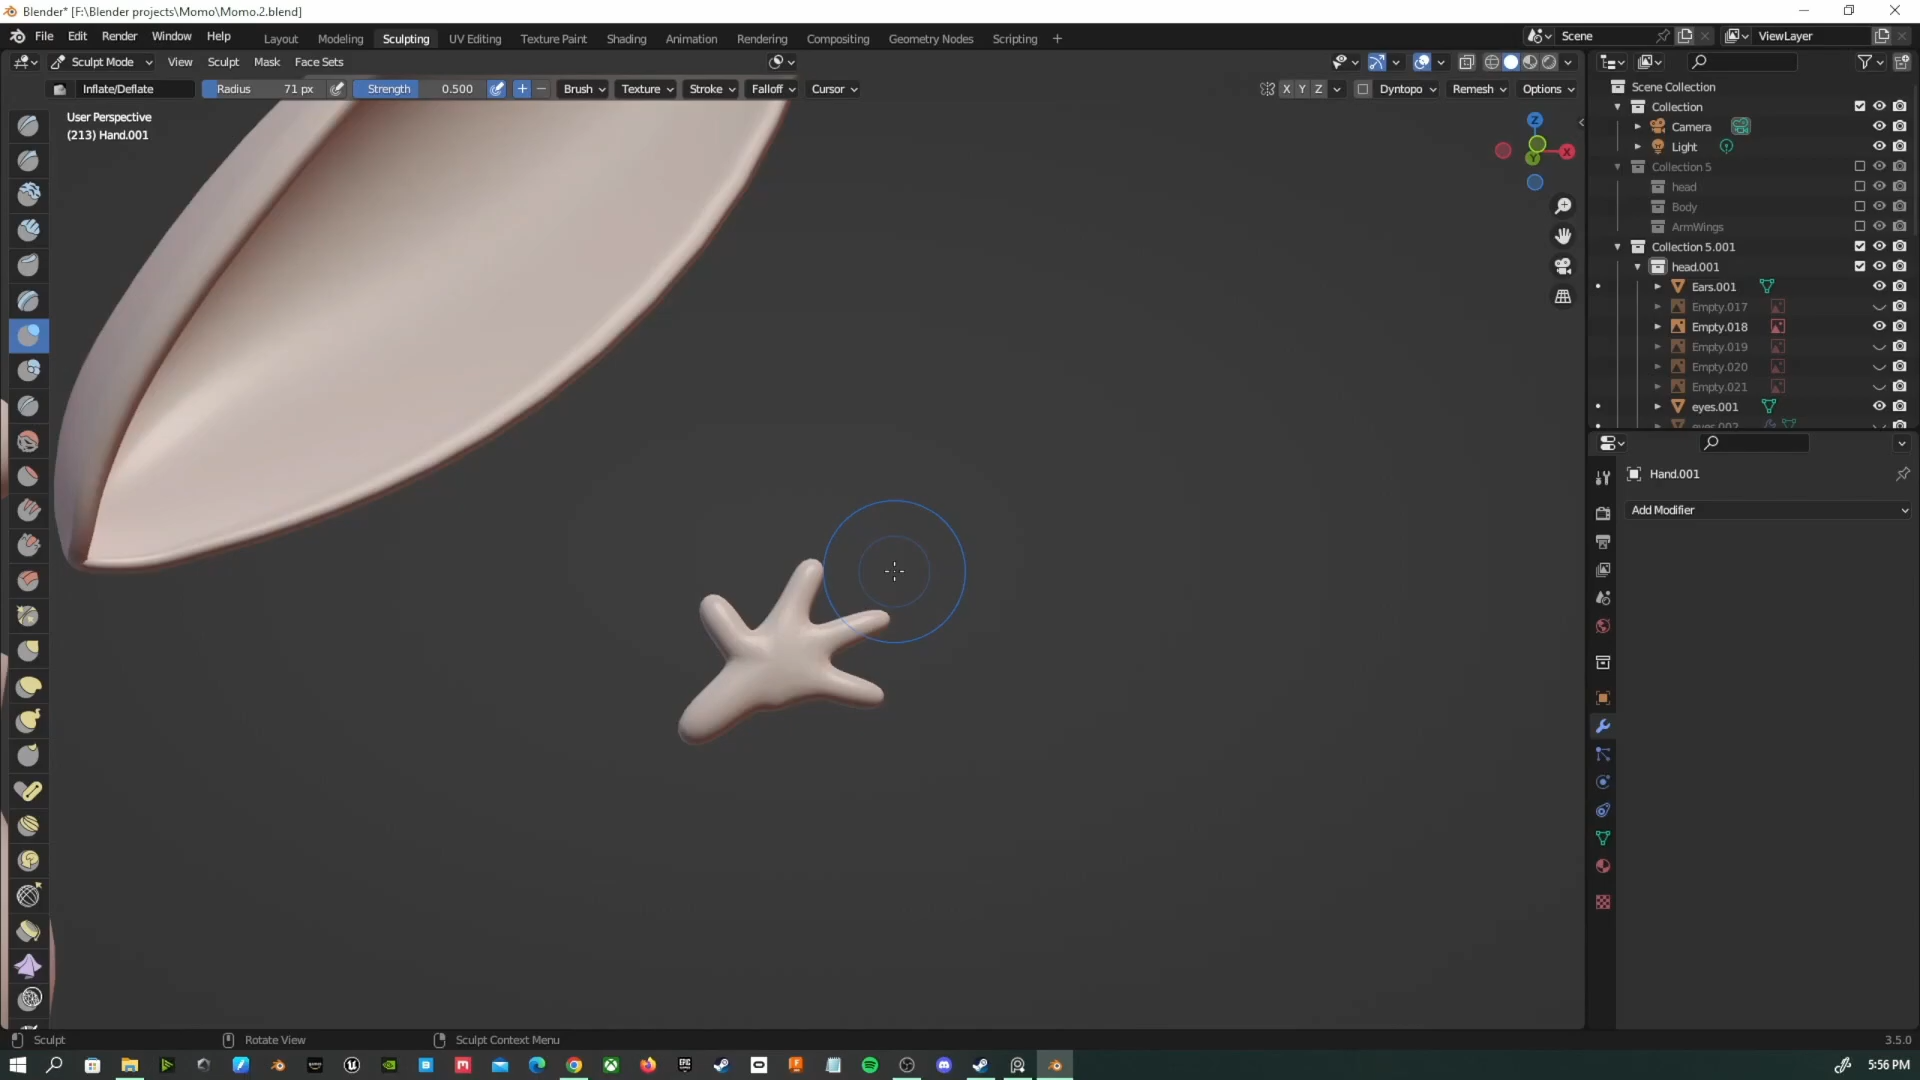 Blender* [F:\Blender projects\Momo\Momo.2.blend]
File Edit Render Window Help Layout Modeling Sculpting UV Editing Texture Paint Shading Animation Rendering Compositing Geometry Nodes Scripting + Scene ViewLayer
Sculpt Mode View Sculpt Mask Face Sets
Inflate/Deflate Radius 71 px Strength 0.500 Brush Texture Stroke Falloff Cursor X Y Z Dyntopo Remesh Options
User Perspective
(213) Hand.001
Z
X
Y
Scene Collection
Collection
Camera
Light
Collection 5
head
Body
ArmWings
Collection 5.001
head.001
Ears.001
Empty.017
Empty.018
Empty.019
Empty.020
Empty.021
eyes.001
eyes.002
Hand.001
Add Modifier
Sculpt Rotate View Sculpt Context Menu 3.5.0
5:56 PM